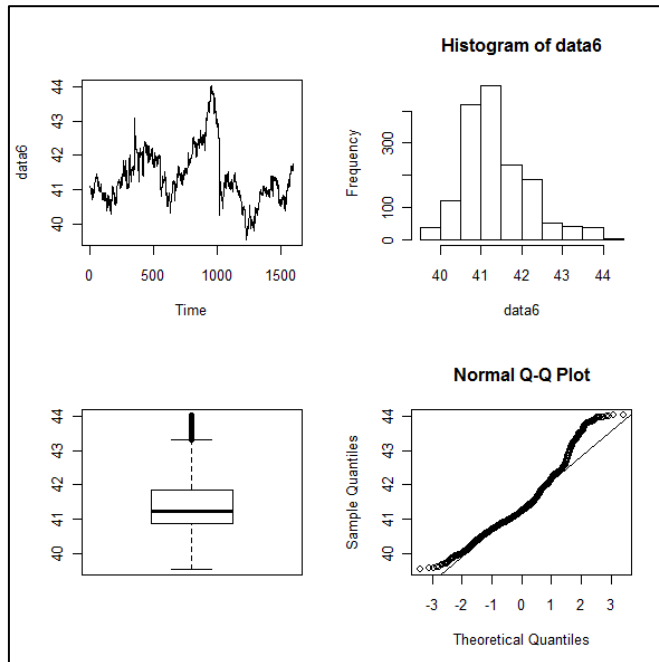 data6
44
43
42
41
40
0 500 1000 1500
Time
Histogram of data6
Frequency
300
100
0
40 41 42 43 44
data6
44
43
42
41
40
Normal Q-Q Plot
Sample Quantiles
44
43
42
41
40
-3 -2 -1 0 1 2 3
Theoretical Quantiles